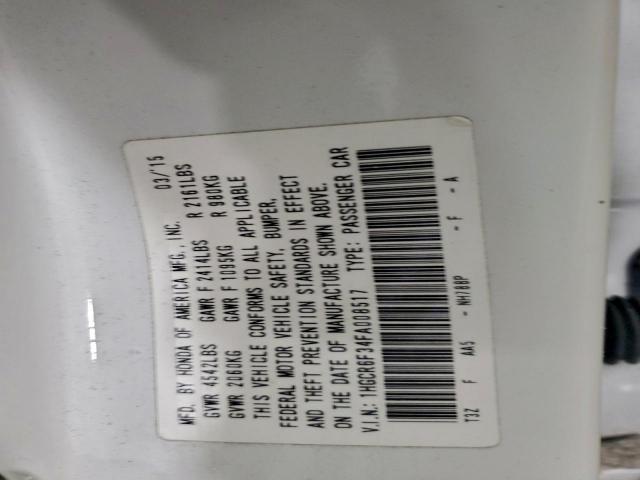 MFD. BY HONDA OF AMERICA MFG., INC. 03/15
GVWR 4542LBS GAWR F 2414LBS R 2161LBS
GVWR 2060KG GAWR F 1095KG R 980KG
THIS VEHICLE CONFORMS TO ALL APPLICABLE
FEDERAL MOTOR VEHICLE SAFETY, BUMPER,
AND THEFT PREVENTION STANDARDS IN EFFECT
ON THE DATE OF MANUFACTURE SHOWN ABOVE.
V.I.N: 1HGCR6F34FA008517 TYPE: PASSENGER CAR
T3Z F AA5 - NH788P - F - A